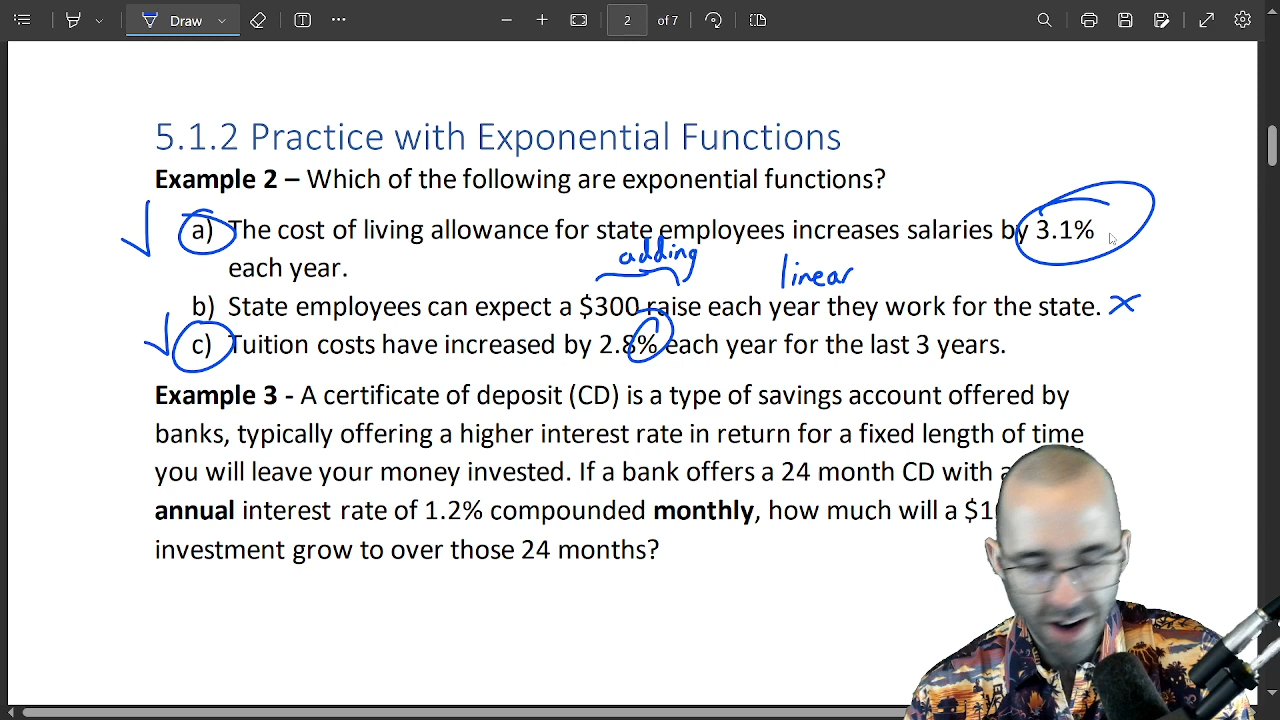 Draw
2
of 7
5.1.2 Practice with Exponential Functions
Example 2 – Which of the following are exponential functions?
a) The cost of living allowance for state employees increases salaries by 3.1%
each year.
adding
linear
b) State employees can expect a $300 raise each year they work for the state. x
c) Tuition costs have increased by 2.8% each year for the last 3 years.
Example 3 - A certificate of deposit (CD) is a type of savings account offered by
banks, typically offering a higher interest rate in return for a fixed length of time
you will leave your money invested. If a bank offers a 24 month CD with
annual interest rate of 1.2% compounded monthly, how much will a
investment grow to over those 24 months?